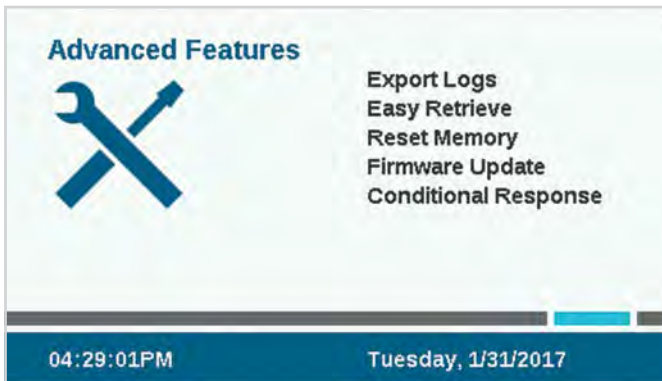 Advanced Features
Export Logs
Easy Retrieve
Reset Memory
Firmware Update
Conditional Response
04:29:01PM
Tuesday, 1/31/2017